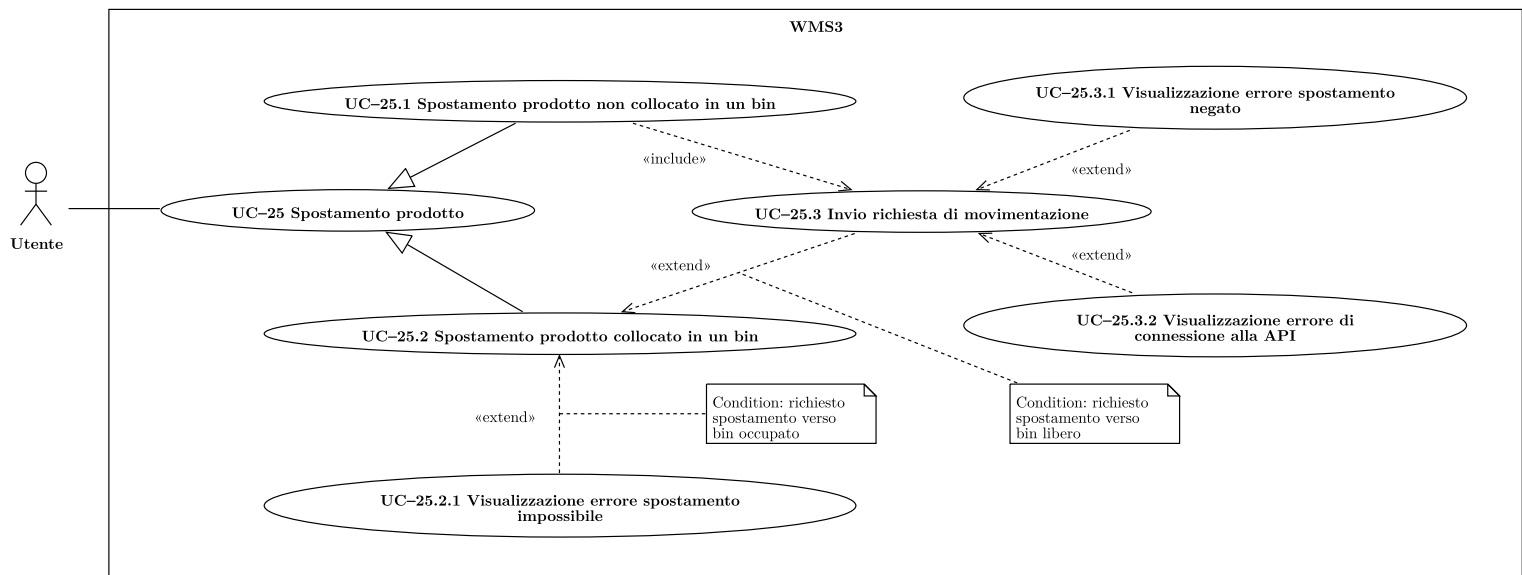 WMS3
UC–25.1 Spostamento prodotto non collocato in un bin
UC–25.3.1 Visualizzazione errore spostamento
negato
«include»
«extend»
UC–25 Spostamento prodotto
UC–25.3 Invio richiesta di movimentazione
Utente
«extend»
«extend»
UC–25.2 Spostamento prodotto collocato in un bin
UC–25.3.2 Visualizzazione errore di
connessione alla API
«extend»
Condition: richiesto
spostamento verso
bin occupato
Condition: richiesto
spostamento verso
bin libero
UC–25.2.1 Visualizzazione errore spostamento
impossibile